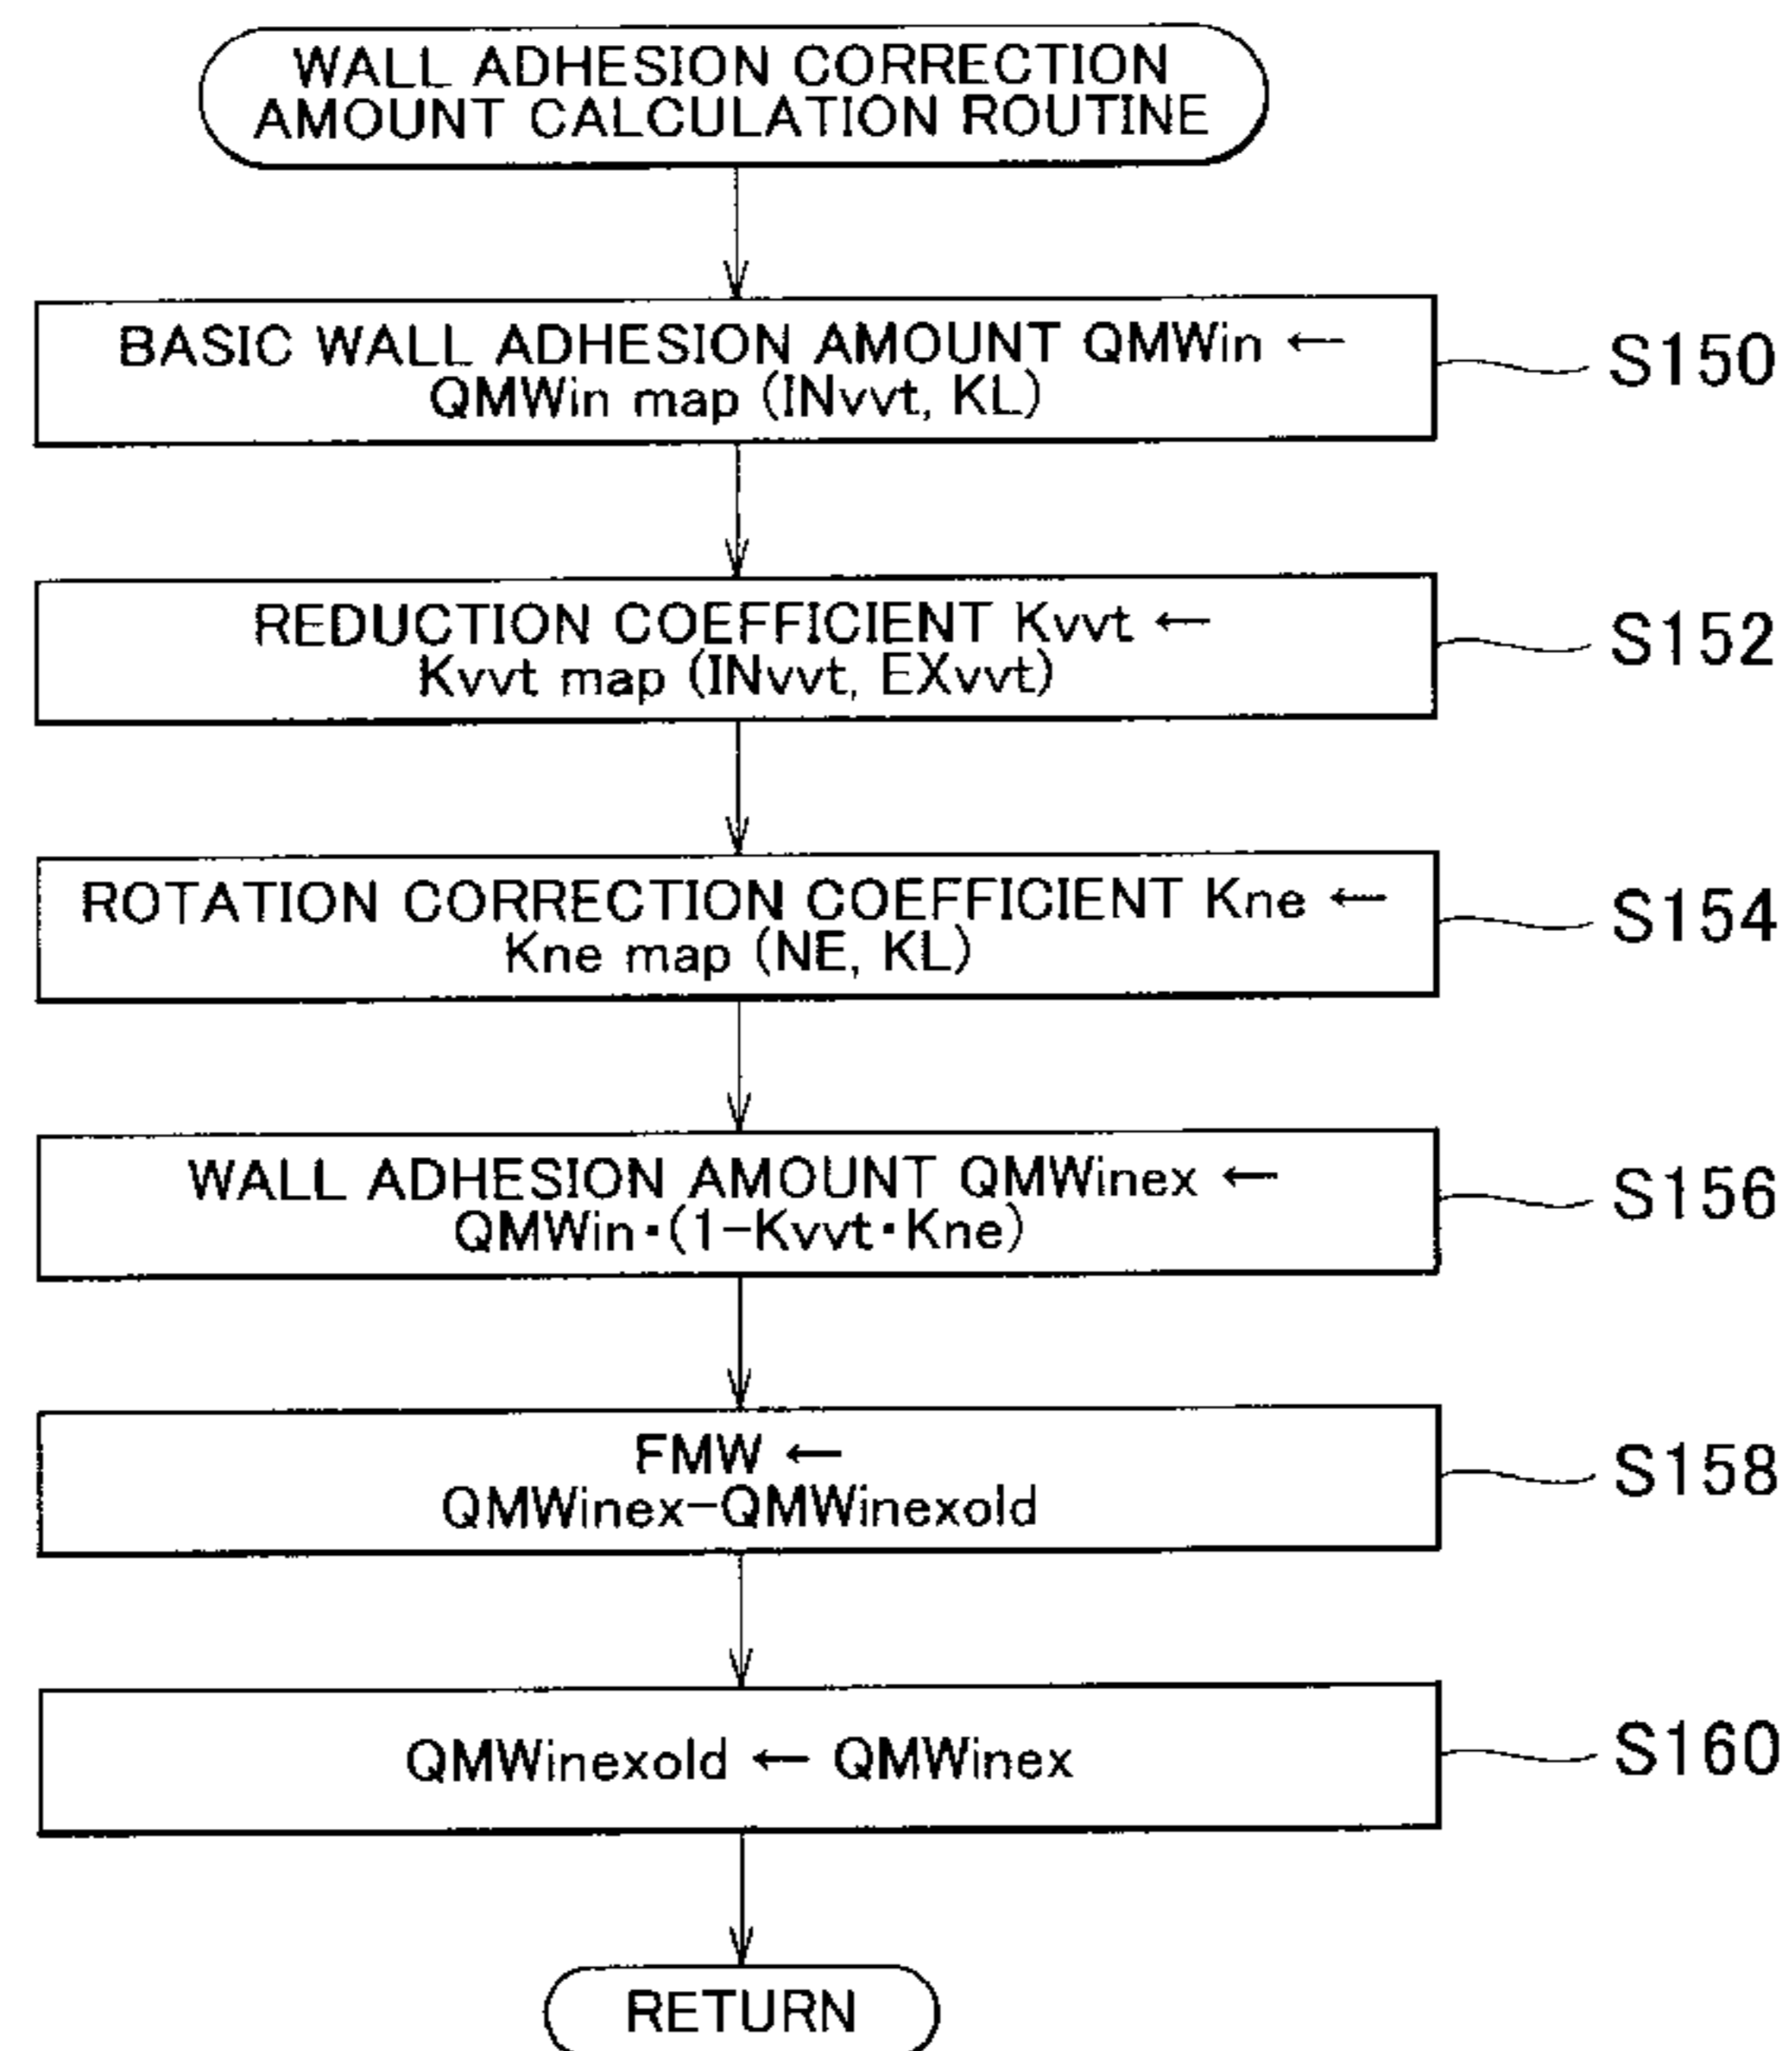 WALL ADHESION CORRECTION
AMOUNT CALCULATION ROUTINE
BASIC WALL ADHESION AMOUNT QMWin ←
QMWin map (INvvt, KL)
S150
REDUCTION COEFFICIENT Kvvt ←
Kvvt map (INvvt, EXvvt)
S152
ROTATION CORRECTION COEFFICIENT Kne ←
Kne map (NE, KL)
S154
WALL ADHESION AMOUNT QMWinex ←
QMWin・(1-Kvvt・Kne)
S156
FMW ←
QMWinex-QMWinexold
S158
QMWinexold ← QMWinex
S160
RETURN